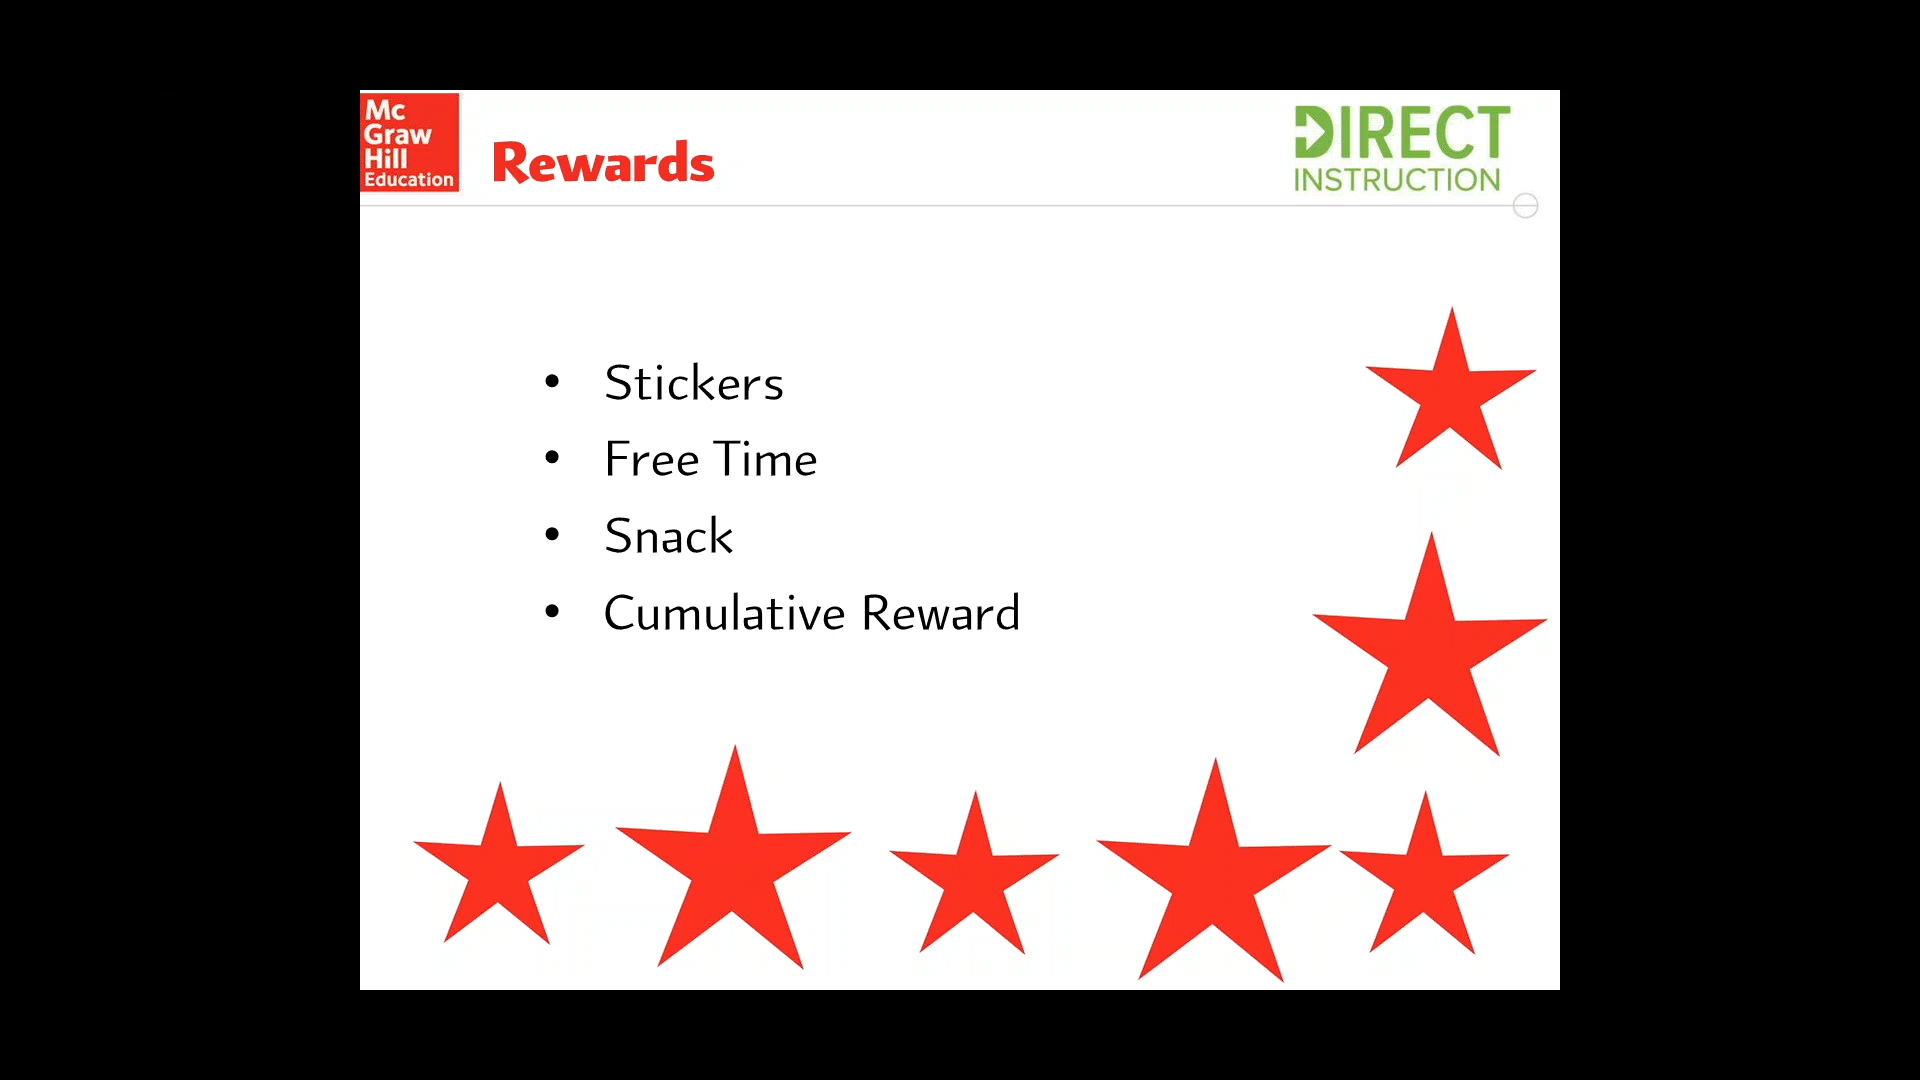 Mc
Graw
Hill
Education
Rewards
DIRECT
INSTRUCTION
• Stickers
• Free Time
• Snack
• Cumulative Reward